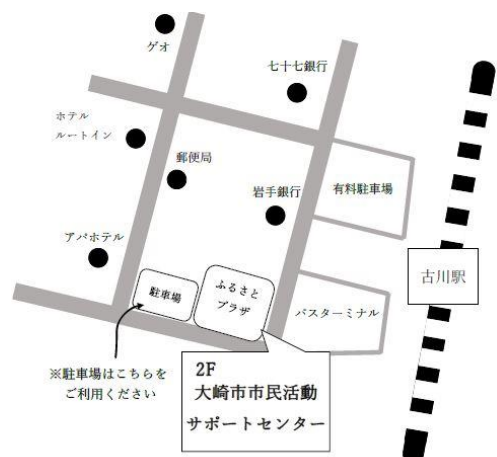 ゲオ
七十七銀行
ホテル
ルートイン
郵便局
有料駐車場
岩手銀行
アパホテル
古川駅
駐車場
ふるさと
プラザ
バスターミナル
※駐車場はこちらを
ご利用ください
2F
大崎市市民活動
サポートセンター